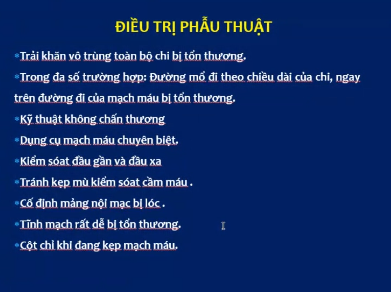 ĐIỀU TRỊ PHẪU THUẬT
•Trải khăn vô trùng toàn bộ chi bị tổn thương.
•Trong đa số trường hợp: Đường mổ đi theo chiều dài của chi, ngay
trên đường đi của mạch máu bị tổn thương.
•Kỹ thuật không chấn thương
•Dụng cụ mạch máu chuyên biệt.
•Kiểm sóat đầu gần và đầu xa
•Tránh kẹp mù kiểm sóat cầm máu .
•Cố định mảng nội mạc bị lóc .
•Tĩnh mạch rất dễ bị tổn thương.
•Cột chỉ khi đang kẹp mạch máu.